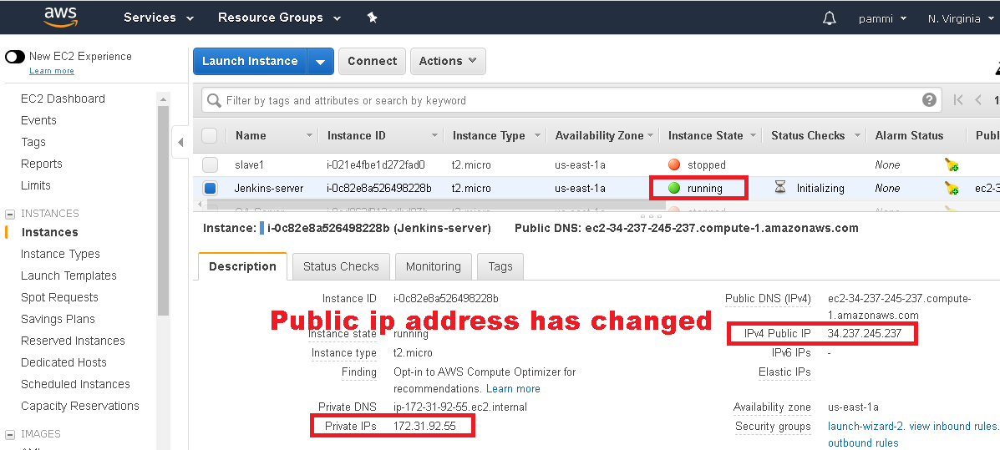 aws Services Resource Groups pammi N. Virginia
New EC2 Experience
Learn more
Launch Instance Connect Actions
EC2 Dashboard
Events
Tags
Reports
Limits
INSTANCES
Instances
Instance Types
Launch Templates
Spot Requests
Savings Plans
Reserved Instances
Dedicated Hosts
Scheduled Instances
Capacity Reservations
IMAGES
Filter by tags and attributes or search by keyword
Name Instance ID Instance Type Availability Zone Instance State Status Checks Alarm Status Publ
slave1 i-021e4fbe1d272fad0 t2.micro us-east-1a stopped None
Jenkins-server i-0c82e8a526498228b t2.micro us-east-1a running Initializing None ec2-3
Instance: i-0c82e8a526498228b (Jenkins-server) Public DNS: ec2-34-237-245-237.compute-1.amazonaws.com
Description Status Checks Monitoring Tags
Instance ID i-0c82e8a526498228b
Public ip address has changed
Instance state running
Instance type t2.micro
Finding Opt-in to AWS Compute Optimizer for
recommendations. Learn more
Private DNS ip-172-31-92-55.ec2.internal
Private IPs 172.31.92.55
Public DNS (IPv4) ec2-34-237-245-237.compute-
1.amazonaws.com
IPv4 Public IP 34.237.245.237
IPv6 IPs -
Elastic IPs
Availability zone us-east-1a
Security groups launch-wizard-2. view inbound rules.
outbound rules